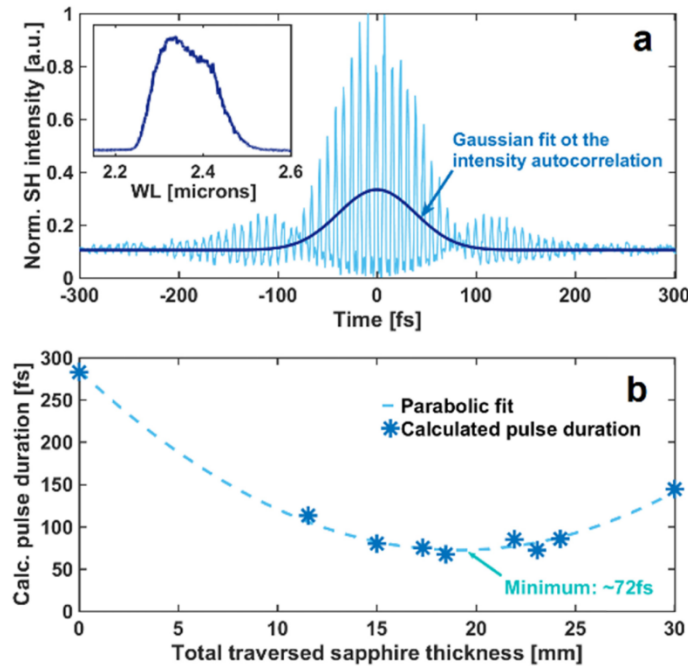 a
Norm. SH intensity [a.u.]
1
0.8
0.6
0.4
0.2
0
2.2 2.4 2.6
WL [microns]
Gaussian fit ot the
intensity autocorrelation
-300 -200 -100 0 100 200 300
Time [fs]
b
Calc. pulse duration [fs]
300
250
200
150
100
50
0
Parabolic fit
Calculated pulse duration
Minimum: ~72fs
0 5 10 15 20 25 30
Total traversed sapphire thickness [mm]